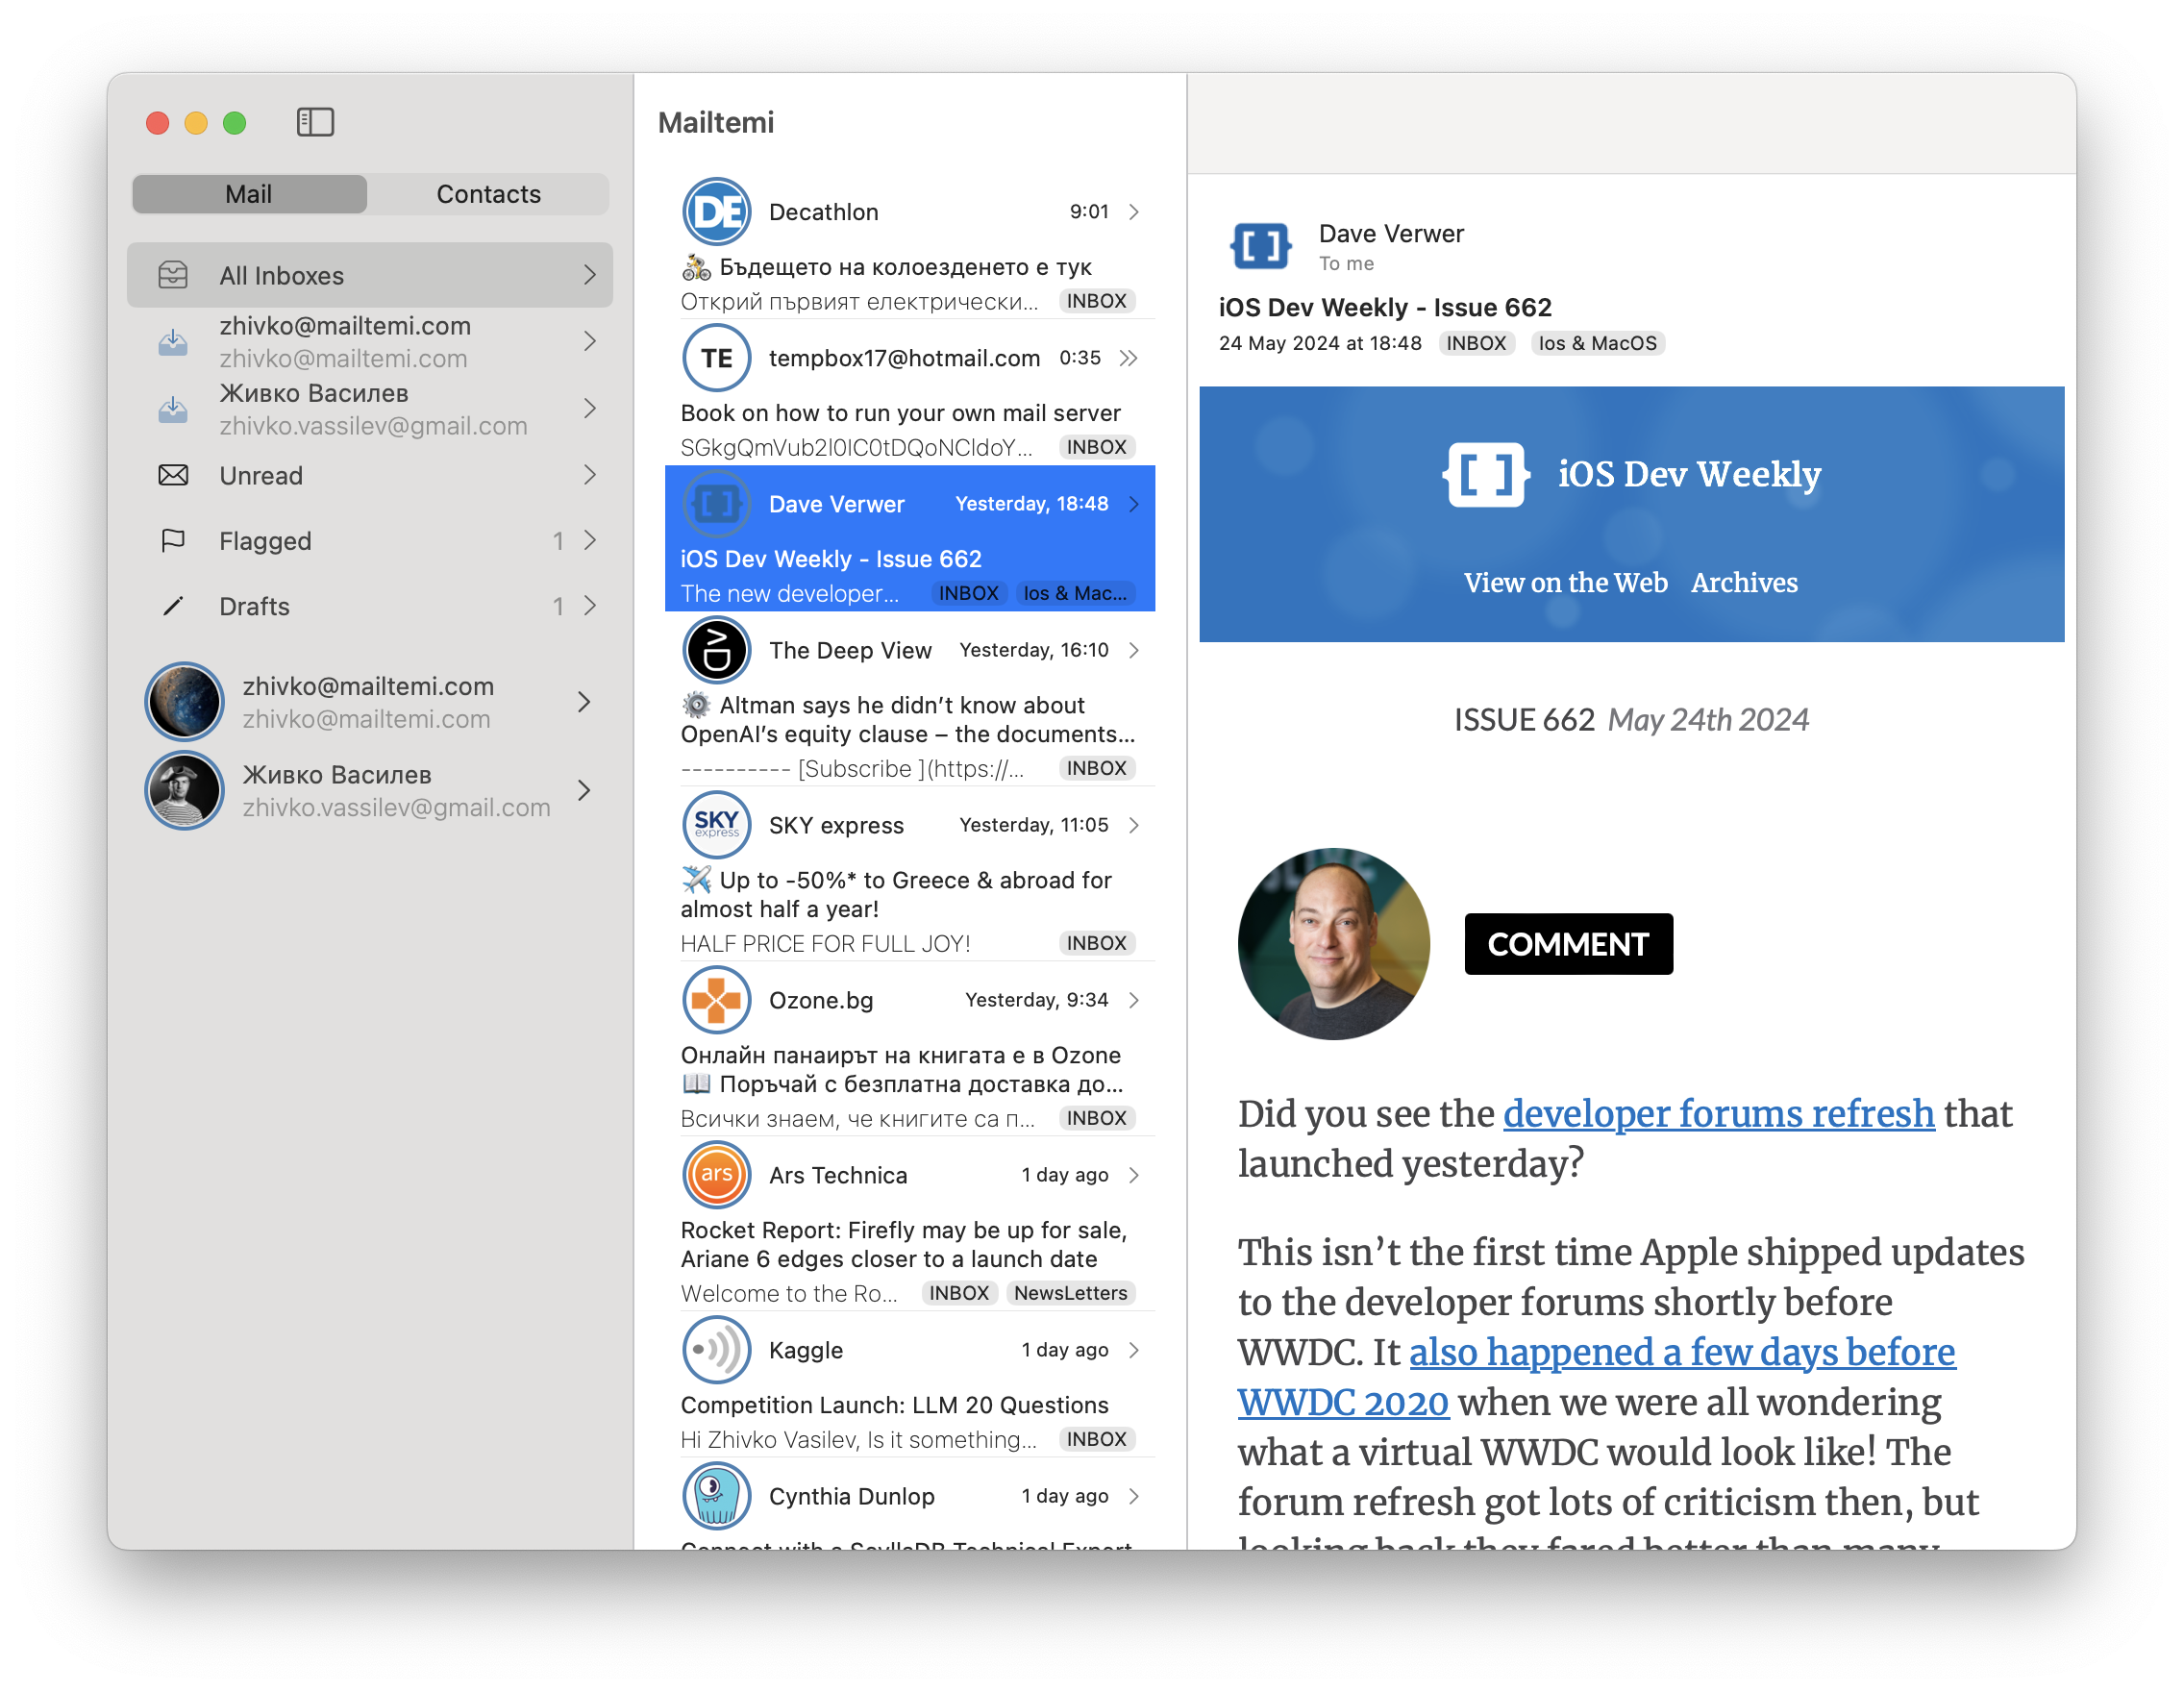 Mail
Contacts
All Inboxes
zhivko@mailtemi.com
zhivko@mailtemi.com
Живко Василев
zhivko.vassilev@gmail.com
Unread
Flagged 1
Drafts 1
zhivko@mailtemi.com
zhivko@mailtemi.com
Живко Василев
zhivko.vassilev@gmail.com
Mailtemi
DE Decathlon 9:01
Бъдещето на колоезденето е тук
Открий първият електрически... INBOX
TE tempbox17@hotmail.com 0:35
Book on how to run your own mail server
SGkgQmVub2l0IC0tDQoNCldoY... INBOX
Dave Verwer Yesterday, 18:48
iOS Dev Weekly - Issue 662
The new developer... INBOX Ios & Mac...
The Deep View Yesterday, 16:10
Altman says he didn’t know about
OpenAI’s equity clause – the documents...
---------- [Subscribe ](https://... INBOX
SKY express SKY express Yesterday, 11:05
Up to -50%* to Greece & abroad for
almost half a year!
HALF PRICE FOR FULL JOY! INBOX
Ozone.bg Yesterday, 9:34
Онлайн панаирът на книгата е в Ozone
Поръчай с безплатна доставка до...
Всички знаем, че книгите са п... INBOX
ars Ars Technica 1 day ago
Rocket Report: Firefly may be up for sale,
Ariane 6 edges closer to a launch date
Welcome to the Ro... INBOX NewsLetters
Kaggle 1 day ago
Competition Launch: LLM 20 Questions
Hi Zhivko Vasilev, Is it something... INBOX
Cynthia Dunlop 1 day ago
Connect with a ScyllaDB Technical Expert
Dave Verwer
To me
iOS Dev Weekly - Issue 662
24 May 2024 at 18:48 INBOX Ios & MacOS
iOS Dev Weekly
View on the Web Archives
ISSUE 662 May 24th 2024
COMMENT
Did you see the developer forums refresh that
launched yesterday?
This isn’t the first time Apple shipped updates
to the developer forums shortly before
WWDC. It also happened a few days before
WWDC 2020 when we were all wondering
what a virtual WWDC would look like! The
forum refresh got lots of criticism then, but
looking back they fared better than many